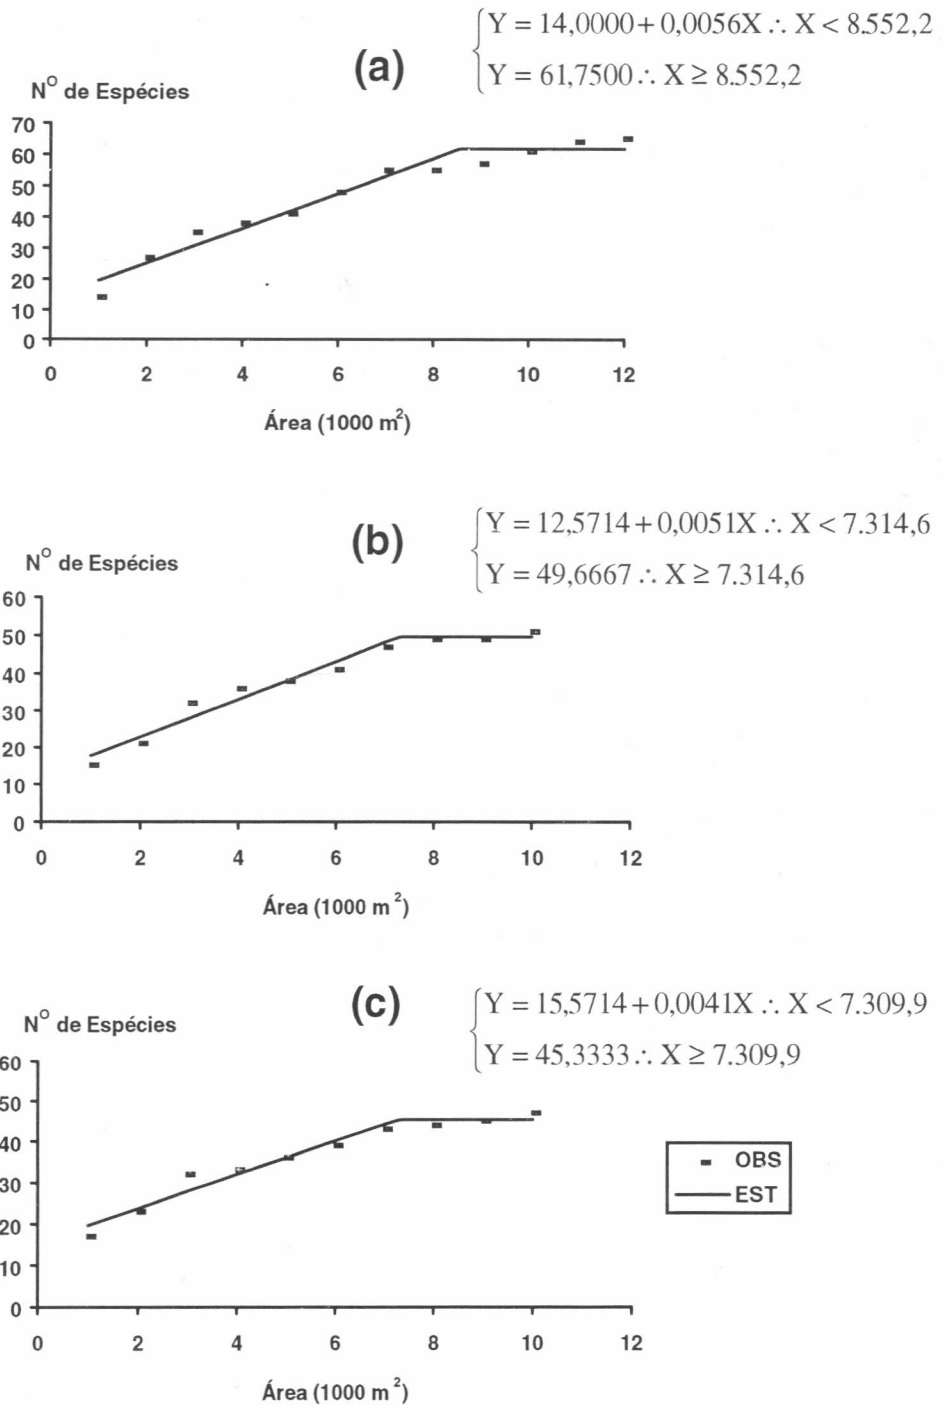 (a)
Y = 14,0000+0,0056X ∴ X < 8.552,2
Y = 61,7500 ∴ X ≥ 8.552,2
Nº de Espécies
70
60
50
40
30
20
10
0
0 2 4 6 8 10 12
Área (1000 m²)
(b)
Y = 12,5714+0,0051X ∴ X < 7.314,6
Y = 49,6667 ∴ X ≥ 7.314,6
Nº de Espécies
60
50
40
30
20
10
0
0 2 4 6 8 10 12
Área (1000 m²)
(c)
Y = 15,5714+0,0041X ∴ X < 7.309,9
Y = 45,3333 ∴ X ≥ 7.309,9
Nº de Espécies
60
50
40
30
20
10
0
OBS
EST
0 2 4 6 8 10 12
Área (1000 m²)